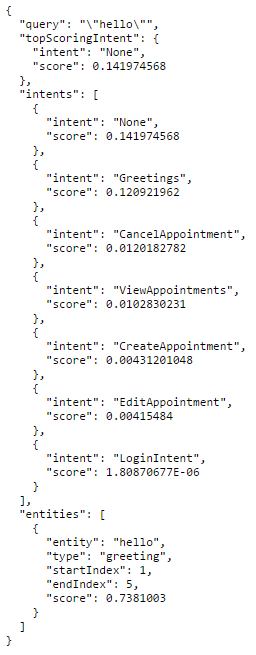 {
  "query": "\"hello\"",
  "topScoringIntent": {
    "intent": "None",
    "score": 0.141974568
  },
  "intents": [
    {
      "intent": "None",
      "score": 0.141974568
    },
    {
      "intent": "Greetings",
      "score": 0.120921962
    },
    {
      "intent": "CancelAppointment",
      "score": 0.0120182782
    },
    {
      "intent": "ViewAppointments",
      "score": 0.0102830231
    },
    {
      "intent": "CreateAppointment",
      "score": 0.00431201048
    },
    {
      "intent": "EditAppointment",
      "score": 0.00415484
    },
    {
      "intent": "LoginIntent",
      "score": 1.80870677E-06
    }
  ],
  "entities": [
    {
      "entity": "hello",
      "type": "greeting",
      "startIndex": 1,
      "endIndex": 5,
      "score": 0.7381003
    }
  ]
}